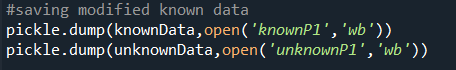 #saving modified known data
pickle.dump(knownData,open('knownP1','wb'))
pickle.dump(unknownData,open('unknownP1','wb'))